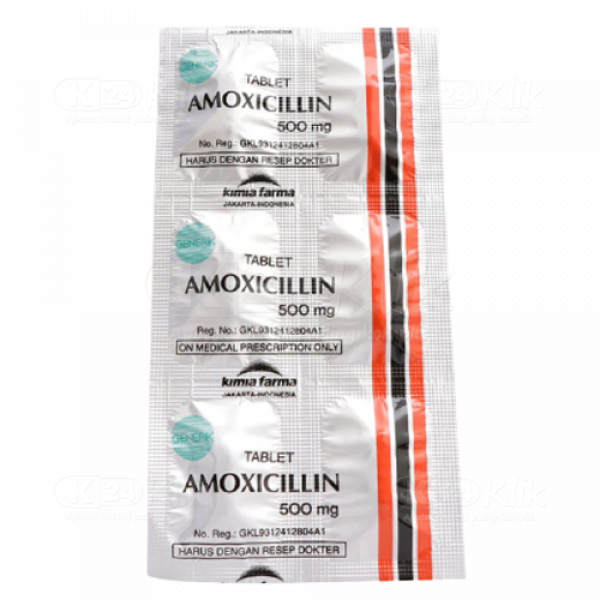 JAKARTA-INDONESIA
GENERIK
TABLET
AMOXICILLIN
500 mg
No. Reg.: GKL9312412804A1
HARUS DENGAN RESEP DOKTER
kimia farma
JAKARTA-INDONESIA
GENERIK
TABLET
AMOXICILLIN
500 mg
Reg. No.: GKL9312412804A1
ON MEDICAL PRESCRIPTION ONLY
kimia farma
JAKARTA-INDONESIA
GENERIK
TABLET
AMOXICILLIN
500 mg
No. Reg.: GKL9312412804A1
HARUS DENGAN RESEP DOKTER